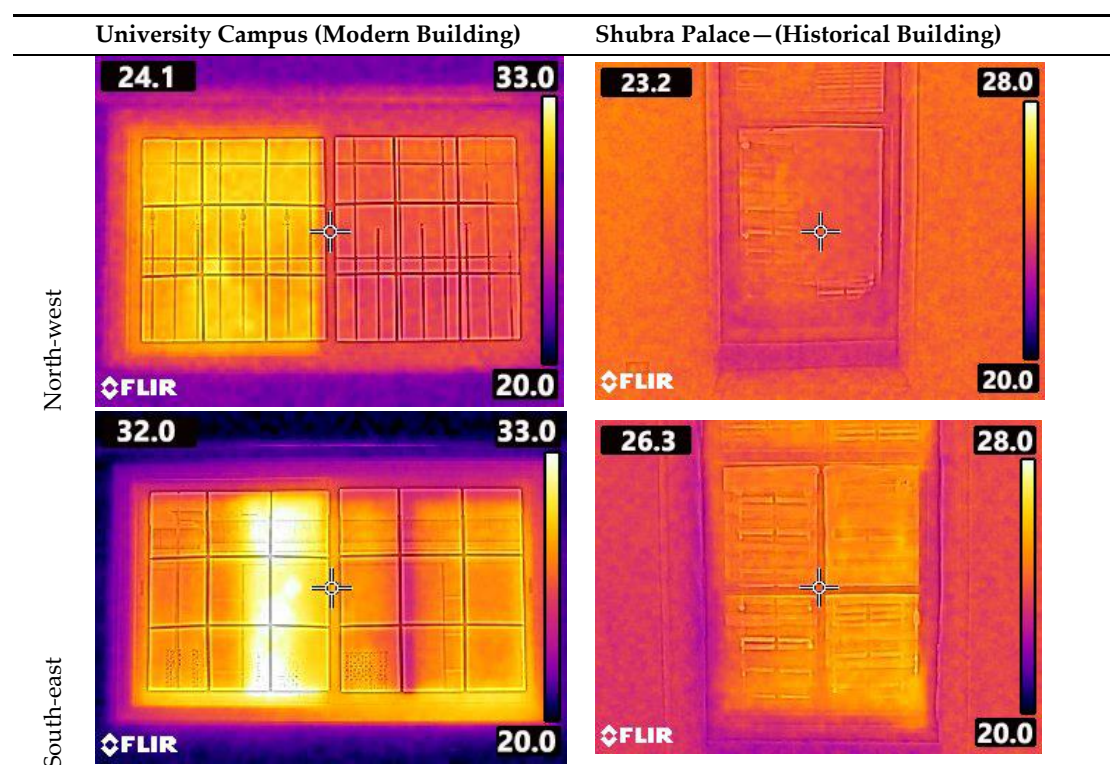 University Campus (Modern Building) Shubra Palace—(Historical Building)
North-west
24.1 33.0
FLIR 20.0
23.2 28.0
FLIR 20.0
South-east
32.0 33.0
FLIR 20.0
26.3 28.0
FLIR 20.0